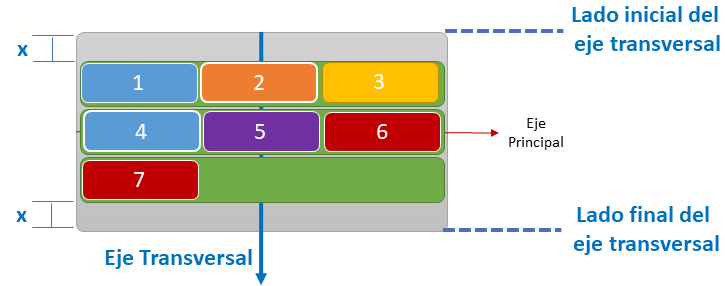 Lado inicial del
eje transversal
x
1 2 3
4 5 6
Eje
Principal
7
x
Lado final del
eje transversal
Eje Transversal